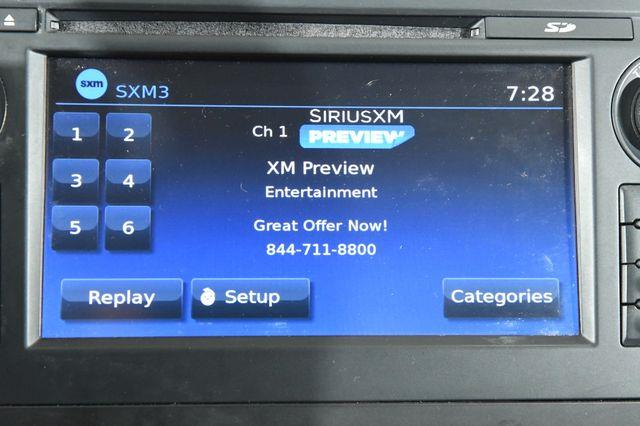 SD
sxm SXM3 7:28
SIRIUSXM
Ch 1 PREVIEW
1 2
XM Preview
3 4
Entertainment
5 6
Great Offer Now!
844-711-8800
Replay Setup Categories